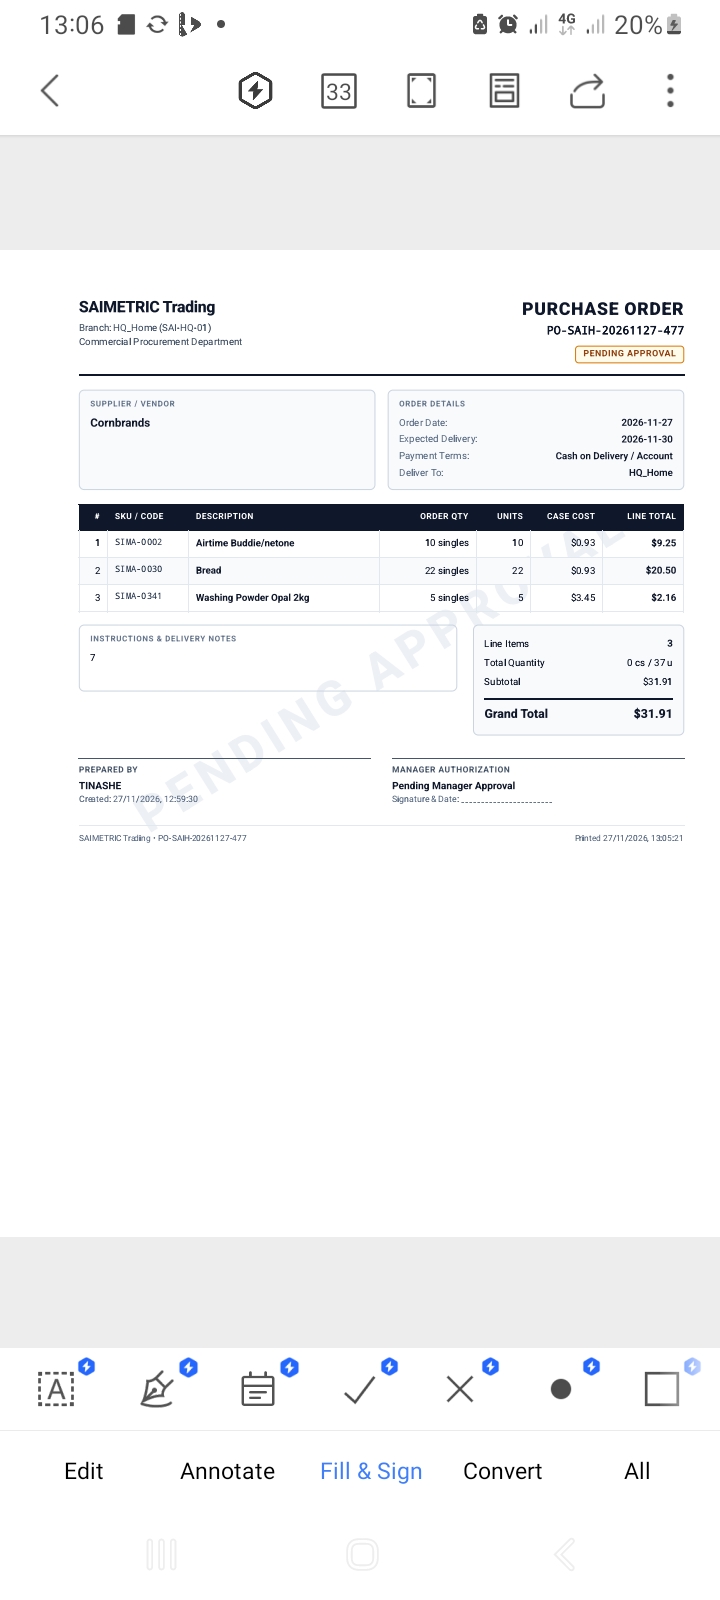 13:06
4G
20%
33
SAIMETRIC Trading
Branch: HQ_Home (SAI-HQ-01)
Commercial Procurement Department
PURCHASE ORDER
PO-SAIH-20261127-477
PENDING APPROVAL
SUPPLIER / VENDOR
Cornbrands
ORDER DETAILS
Order Date: 2026-11-27
Expected Delivery: 2026-11-30
Payment Terms: Cash on Delivery / Account
Deliver To: HQ_Home
# SKU / CODE DESCRIPTION ORDER QTY UNITS CASE COST LINE TOTAL
1 SIMA-0002 Airtime Buddie/netone 10 singles 10 $0.93 $9.25
2 SIMA-0030 Bread 22 singles 22 $0.93 $20.50
3 SIMA-0341 Washing Powder Opal 2kg 5 singles 5 $3.45 $2.16
PENDING APPROVAL
INSTRUCTIONS & DELIVERY NOTES
7
Line Items 3
Total Quantity 0 cs / 37 u
Subtotal $31.91
Grand Total $31.91
PREPARED BY
TINASHE
Created: 27/11/2026, 12:59:30
MANAGER AUTHORIZATION
Pending Manager Approval
Signature & Date: _______________________
SAIMETRIC Trading • PO-SAIH-20261127-477
Printed 27/11/2026, 13:05:21
A
Edit Annotate Fill & Sign Convert All